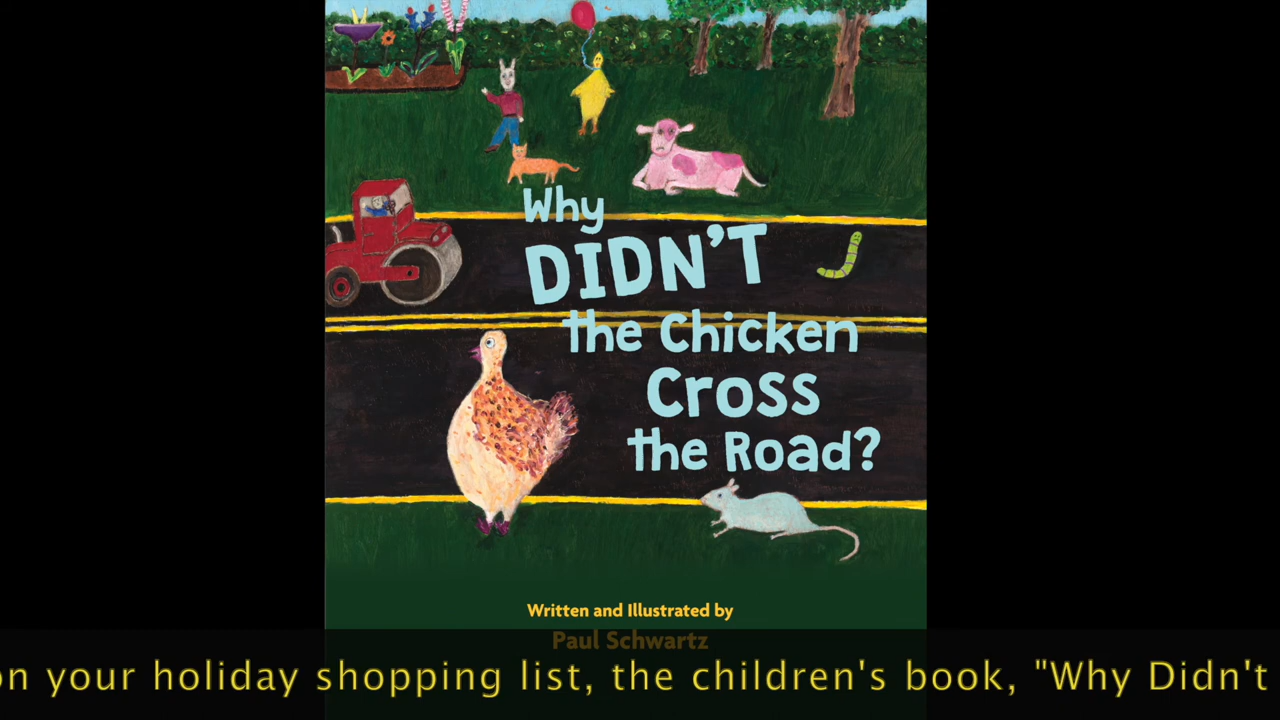 Why
DIDN'T
the Chicken
Cross
the Road?
Written and Illustrated by
Paul Schwartz
on your holiday shopping list, the children's book, "Why Didn't